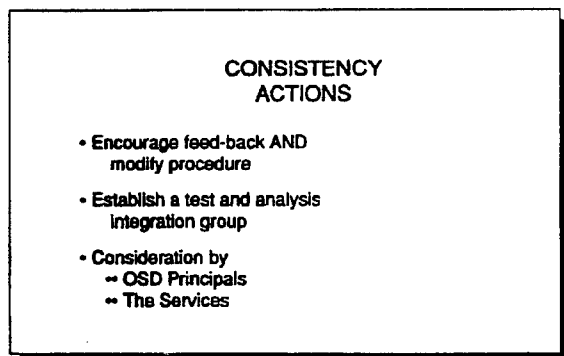 CONSISTENCY
ACTIONS
• Encourage feed-back AND
modify procedure
• Establish a test and analysis
integration group
• Consideration by
•• OSD Principals
•• The Services